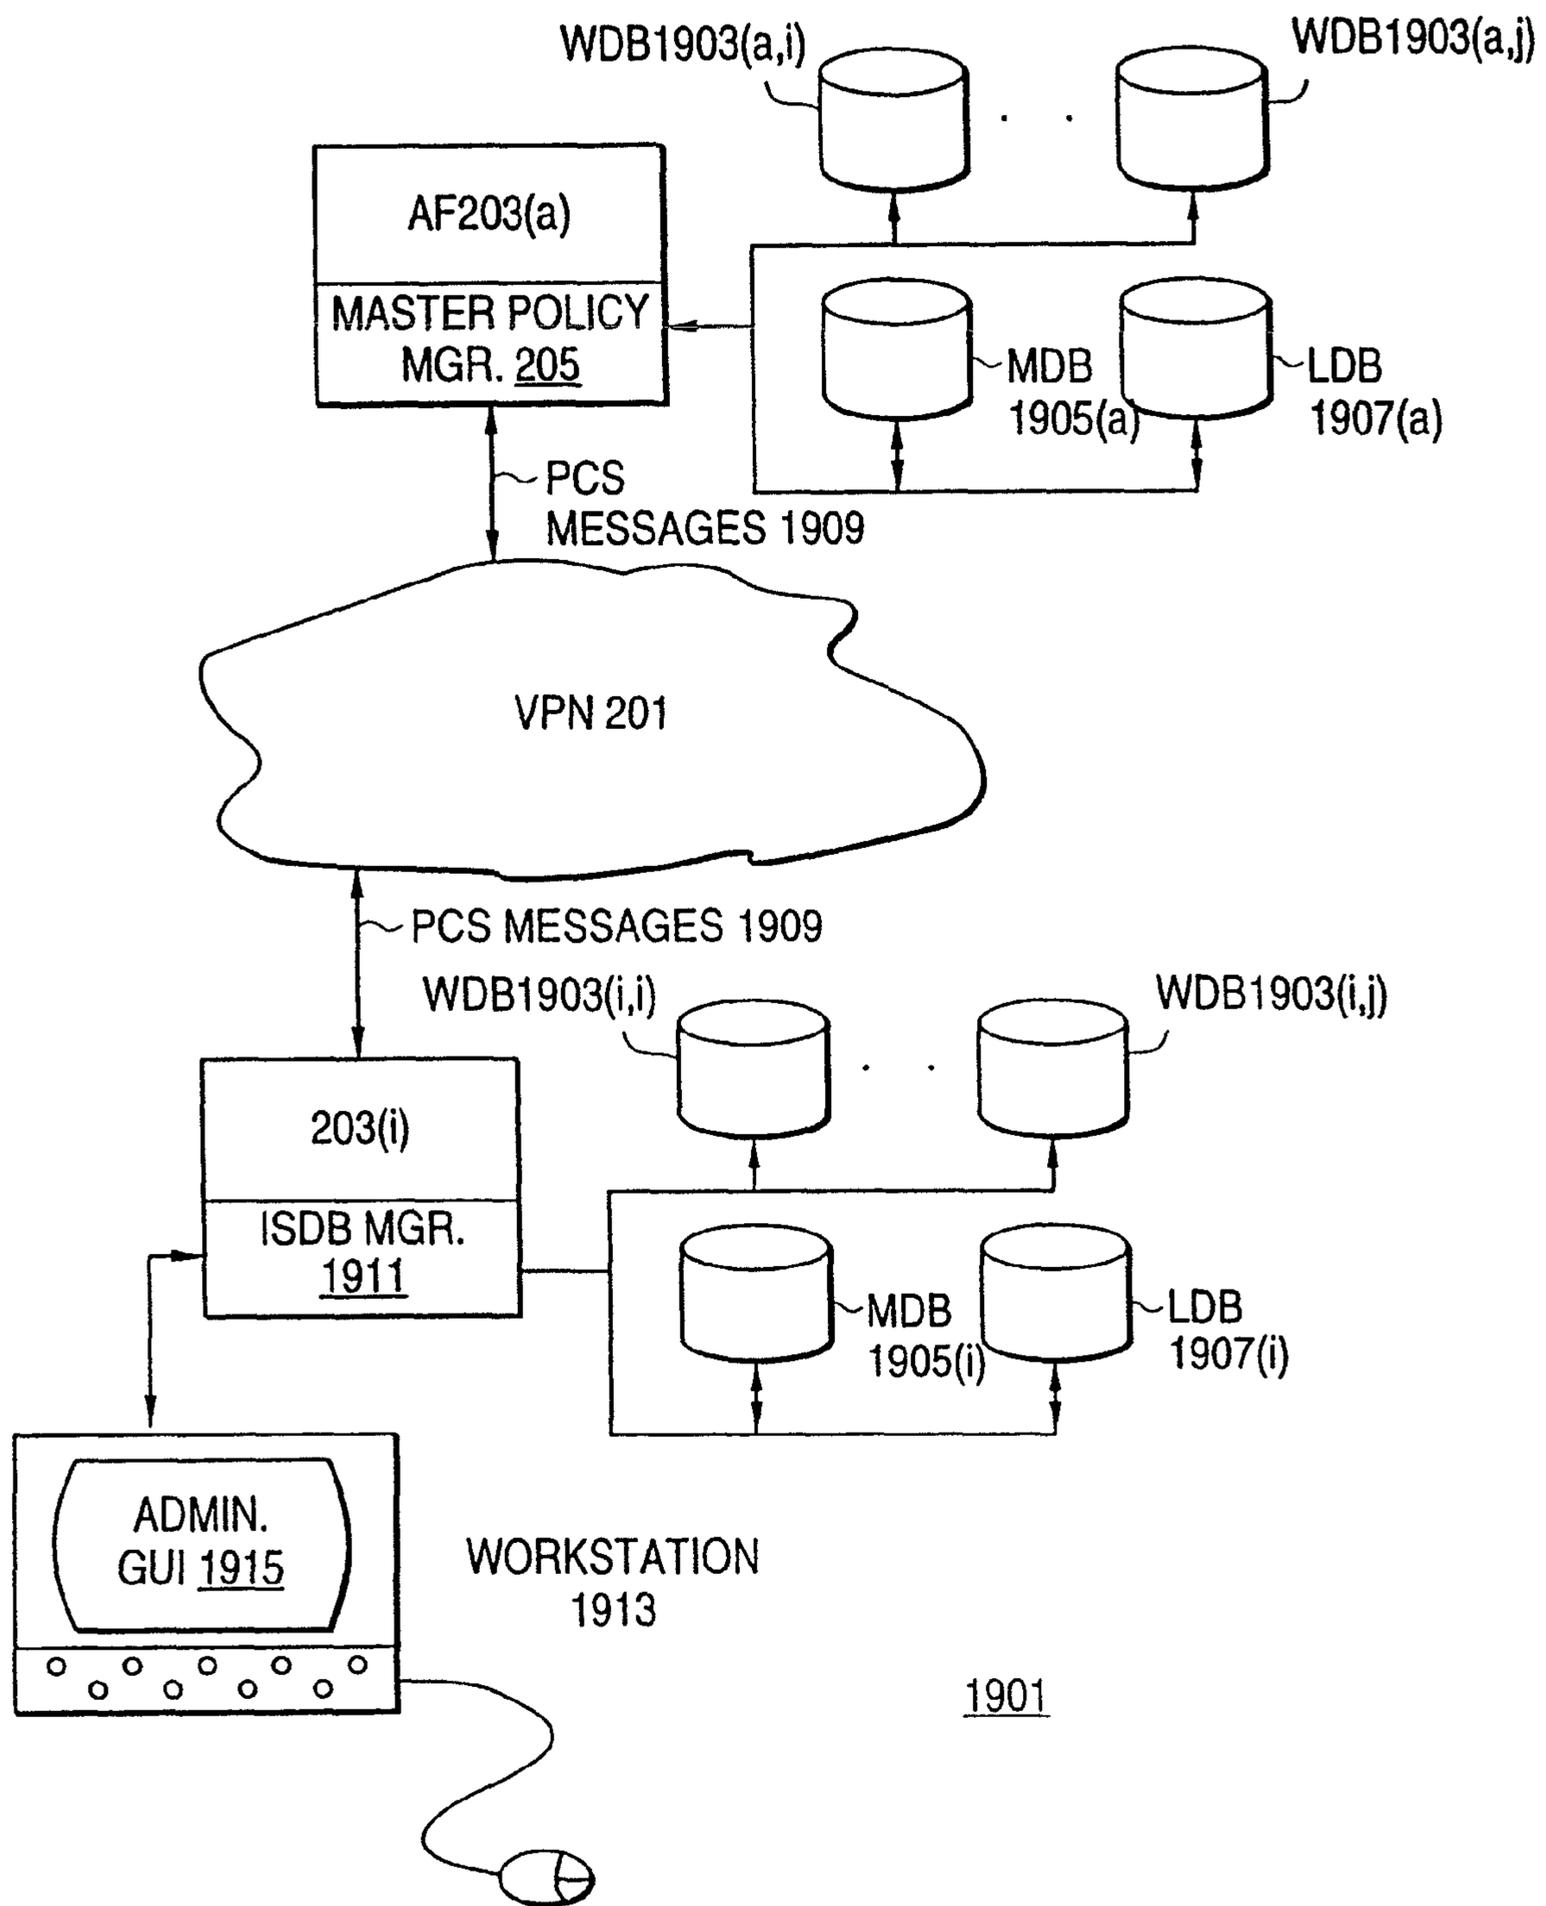 WDB1903(a,i)
WDB1903(a,j)
AF203(a)
MASTER POLICY
MGR. 205
MDB
1905(a)
LDB
1907(a)
PCS
MESSAGES 1909
VPN 201
PCS MESSAGES 1909
WDB1903(i,i)
WDB1903(i,j)
203(i)
ISDB MGR.
1911
MDB
1905(i)
LDB
1907(i)
ADMIN.
GUI 1915
WORKSTATION
1913
1901